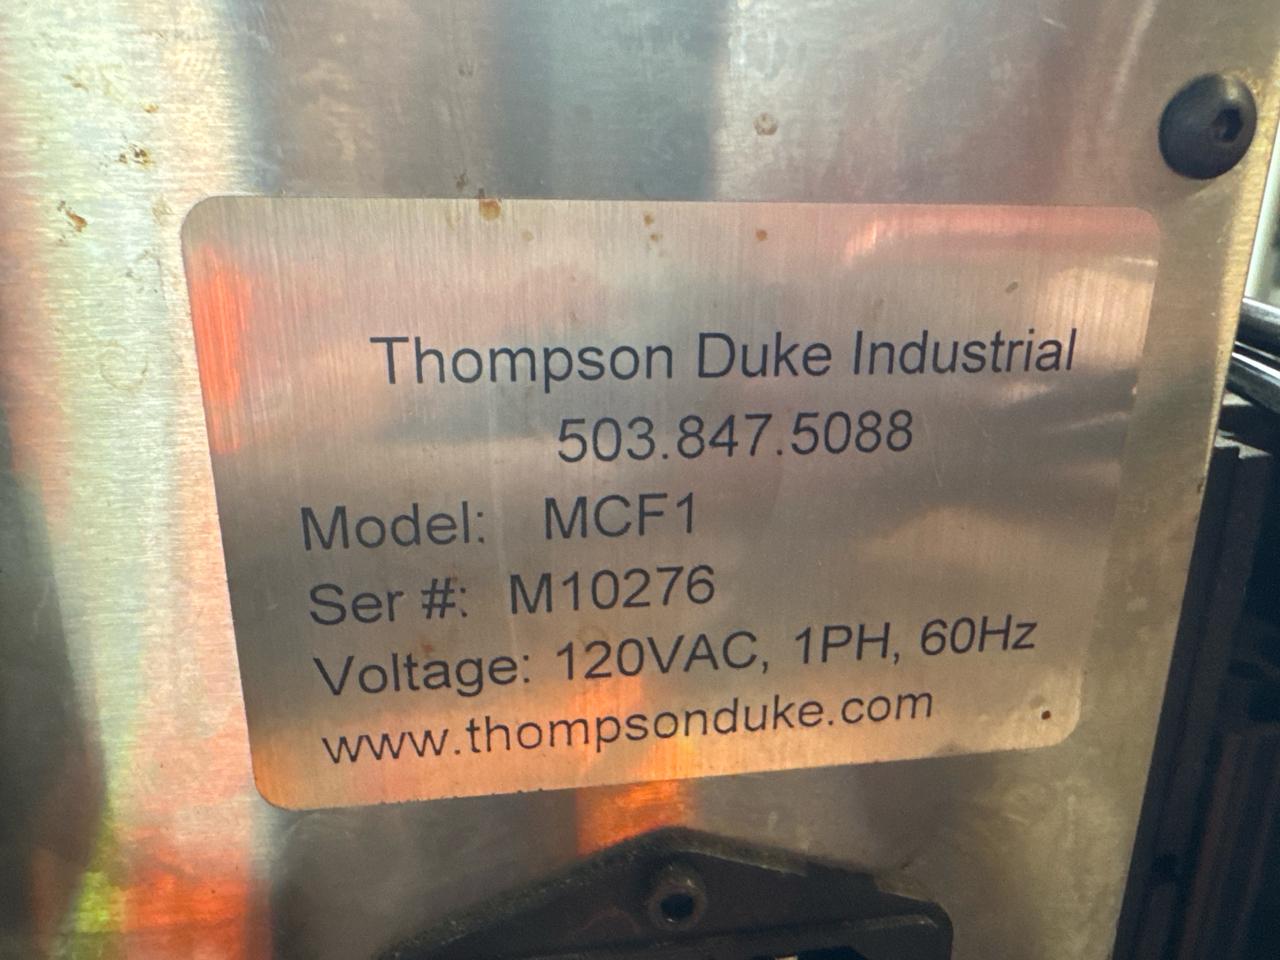 Thompson Duke Industrial
503.847.5088
Model: MCF1
Ser #: M10276
Voltage: 120VAC, 1PH, 60Hz
www.thompsonduke.com